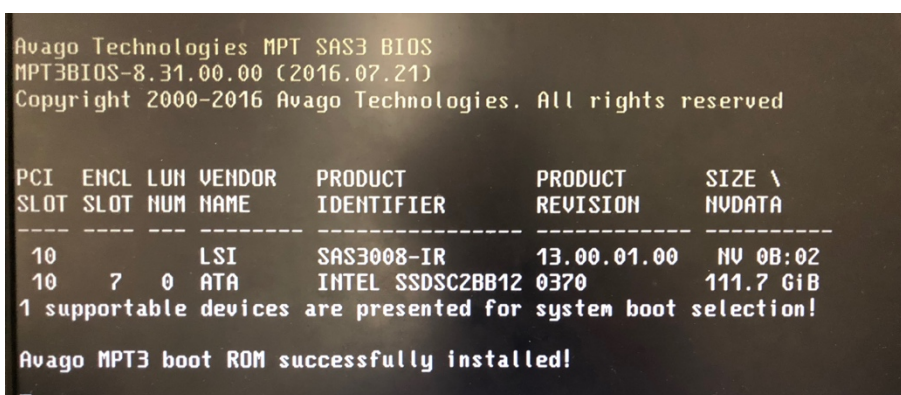 Avago Technologies MPT SAS3 BIOS
MPT3BIOS-8.31.00.00 (2016.07.21)
Copyright 2000-2016 Avago Technologies. All rights reserved
PCI ENCL LUN VENDOR PRODUCT PRODUCT SIZE \
SLOT SLOT NUM NAME IDENTIFIER REVISION NVDATA
---- ---- --- -------- ---------------- ------------ ----------
10 LSI SAS3008-IR 13.00.01.00 NV 0B:02
10 7 0 ATA INTEL SSDSC2BB12 0370 111.7 GiB
1 supportable devices are presented for system boot selection!
Avago MPT3 boot ROM successfully installed!